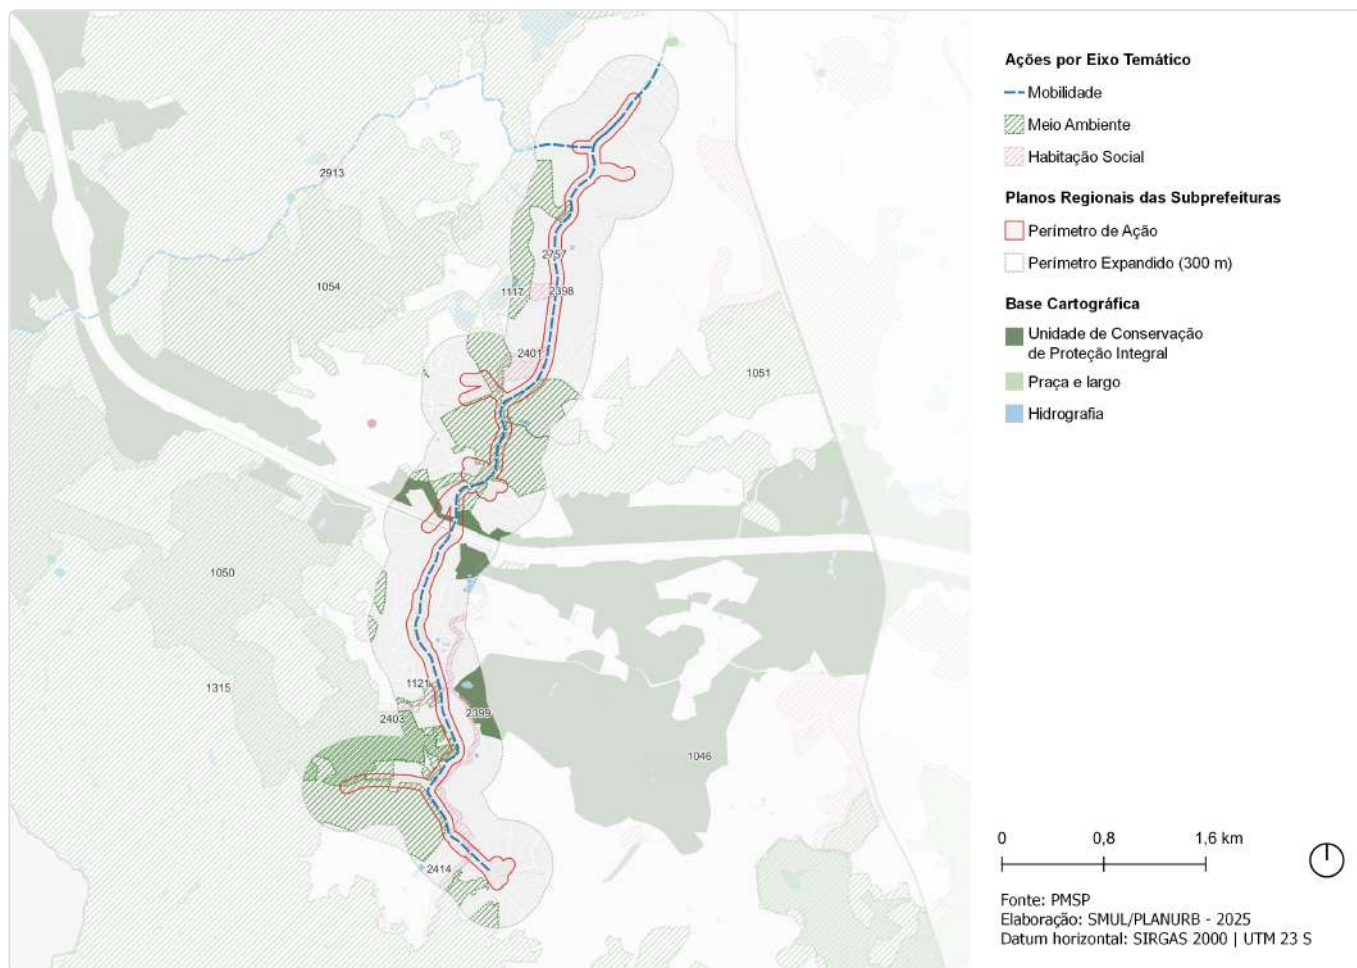 Ações por Eixo Temático
Mobilidade
Meio Ambiente
Habitação Social
Planos Regionais das Subprefeituras
Perímetro de Ação
Perímetro Expandido (300 m)
Base Cartográfica
Unidade de Conservação
de Proteção Integral
Praça e largo
Hidrografia
2913
2757
1054
1117
2398
2401
1051
1050
1315
1121
2403
2399
1046
2414
0 0,8 1,6 km
Fonte: PMSP
Elaboração: SMUL/PLANURB - 2025
Datum horizontal: SIRGAS 2000 | UTM 23 S